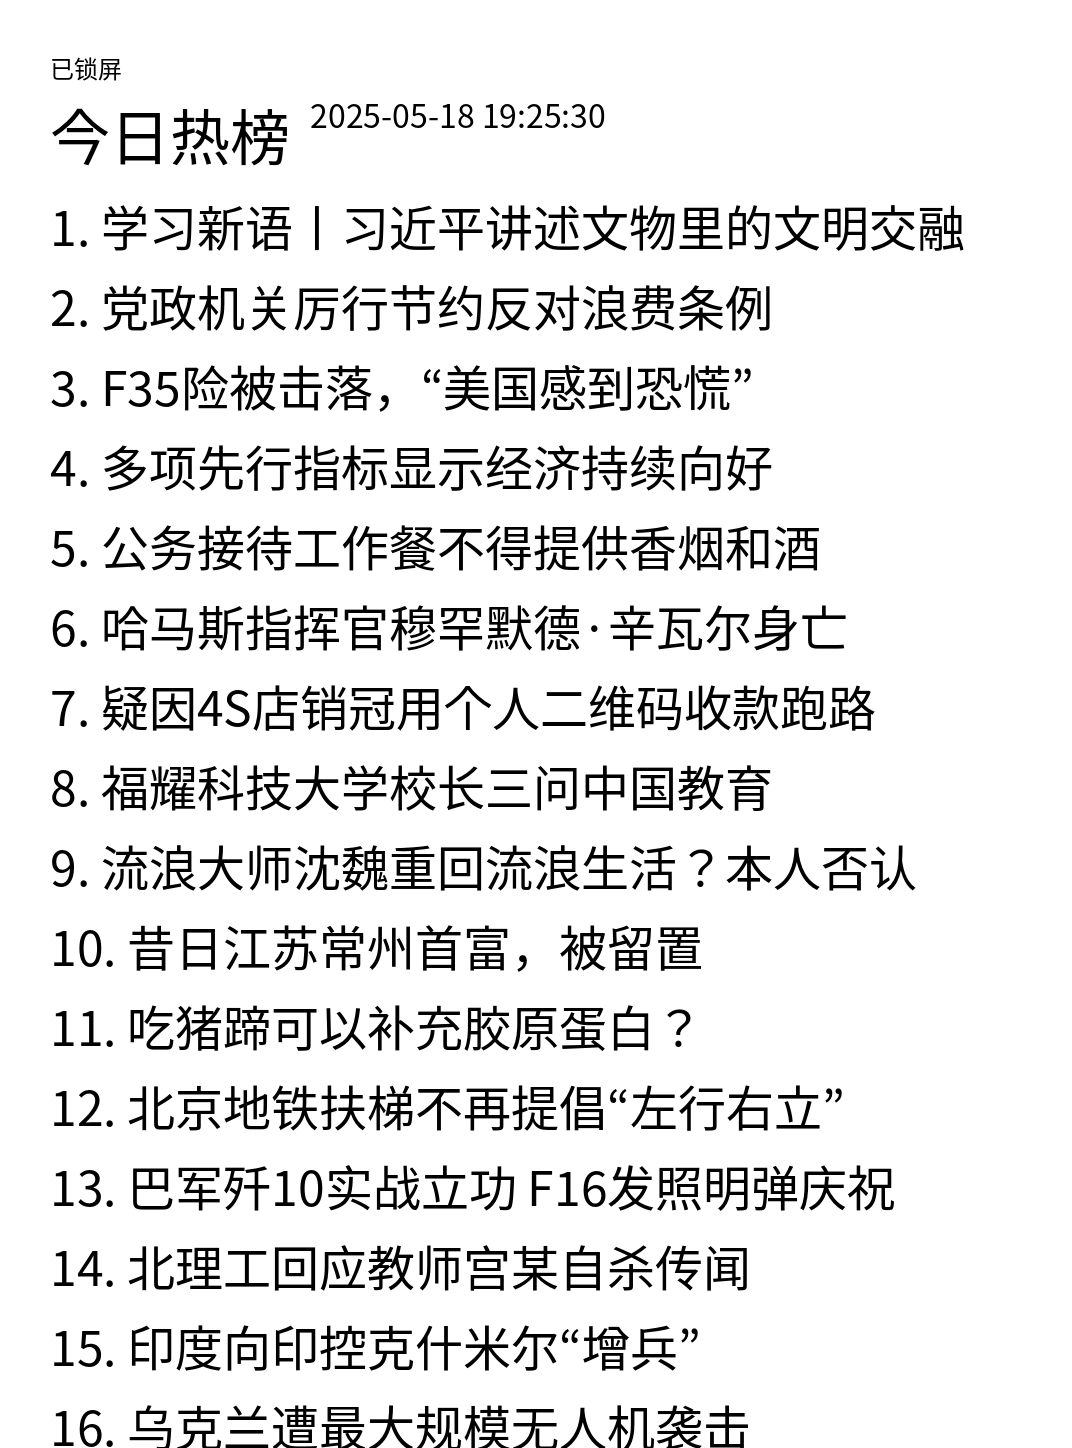 已锁屏
今日热榜 2025-05-18 19:25:30
1. 学习新语丨习近平讲述文物里的文明交融
2. 党政机关厉行节约反对浪费条例
3. F35险被击落，“美国感到恐慌”
4. 多项先行指标显示经济持续向好
5. 公务接待工作餐不得提供香烟和酒
6. 哈马斯指挥官穆罕默德·辛瓦尔身亡
7. 疑因4S店销冠用个人二维码收款跑路
8. 福耀科技大学校长三问中国教育
9. 流浪大师沈魏重回流浪生活？本人否认
10. 昔日江苏常州首富，被留置
11. 吃猪蹄可以补充胶原蛋白？
12. 北京地铁扶梯不再提倡“左行右立”
13. 巴军歼10实战立功 F16发照明弹庆祝
14. 北理工回应教师宫某自杀传闻
15. 印度向印控克什米尔“增兵”
16. 乌克兰遭最大规模无人机袭击